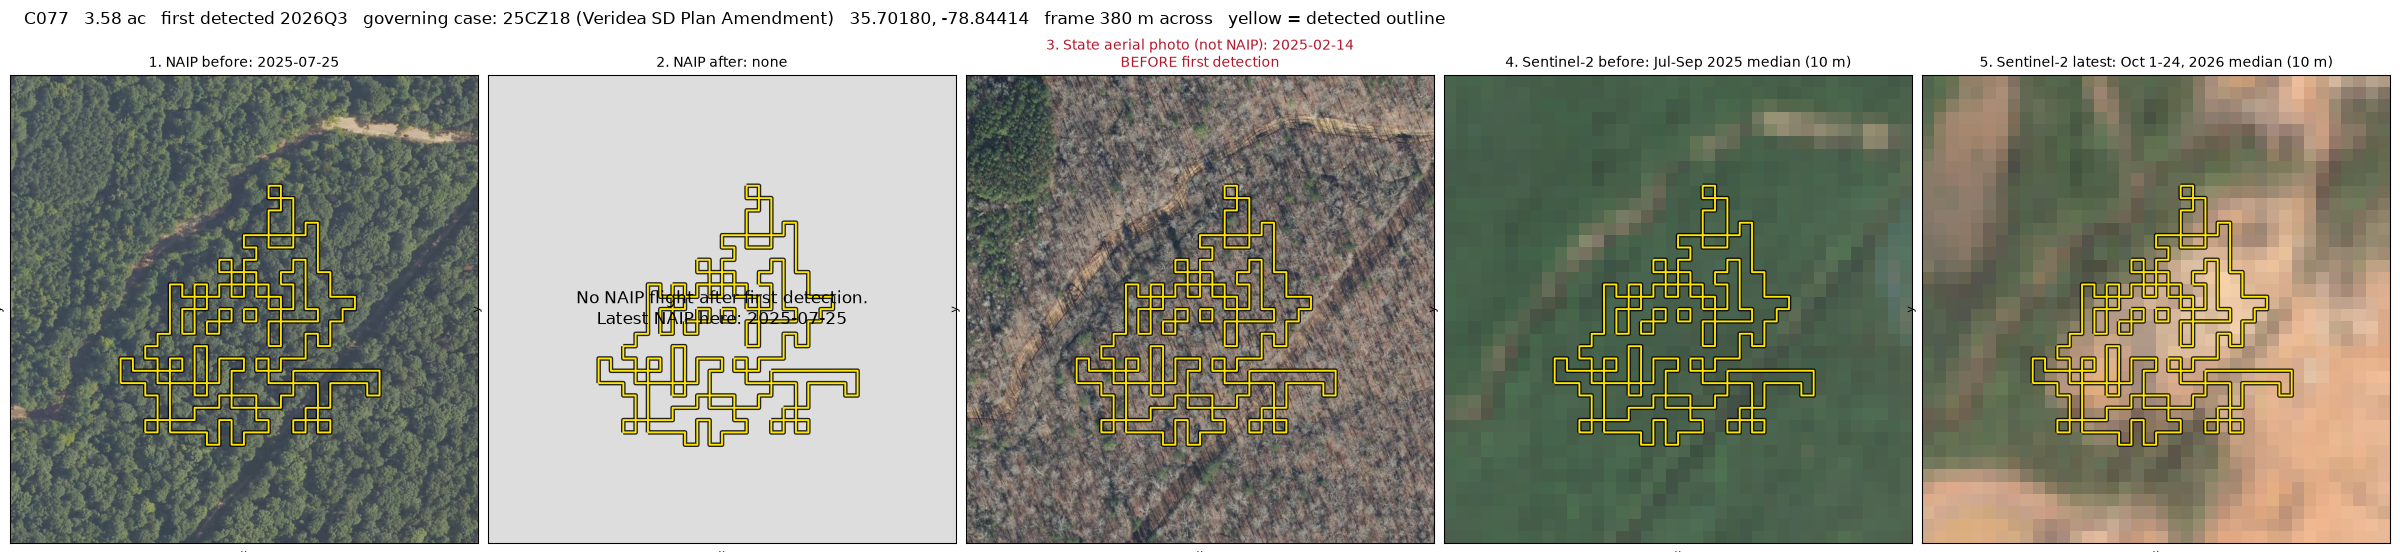 C077   3.58 ac   first detected 2026Q3   governing case: 25CZ18 (Veridea SD Plan Amendment)   35.70180, -78.84414   frame 380 m across   yellow = detected outline
1. NAIP before: 2025-07-25
2. NAIP after: none
3. State aerial photo (not NAIP): 2025-02-14
BEFORE first detection
4. Sentinel-2 before: Jul-Sep 2025 median (10 m)
5. Sentinel-2 latest: Oct 1-24, 2026 median (10 m)
No NAIP flight after first detection.
Latest NAIP here: 2025-07-25